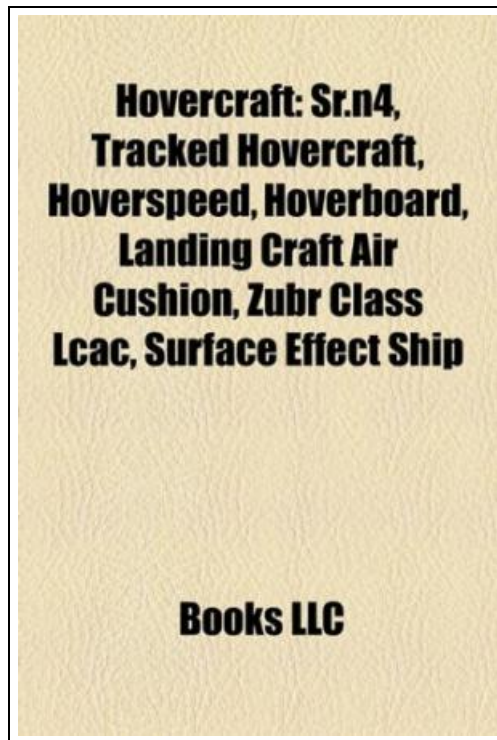 Hovercraft: Sr.n4,
Tracked Hovercraft,
Hoverspeed, Hoverboard,
Landing Craft Air
Cushion, Zubr Class
Lcac, Surface Effect Ship
Books LLC